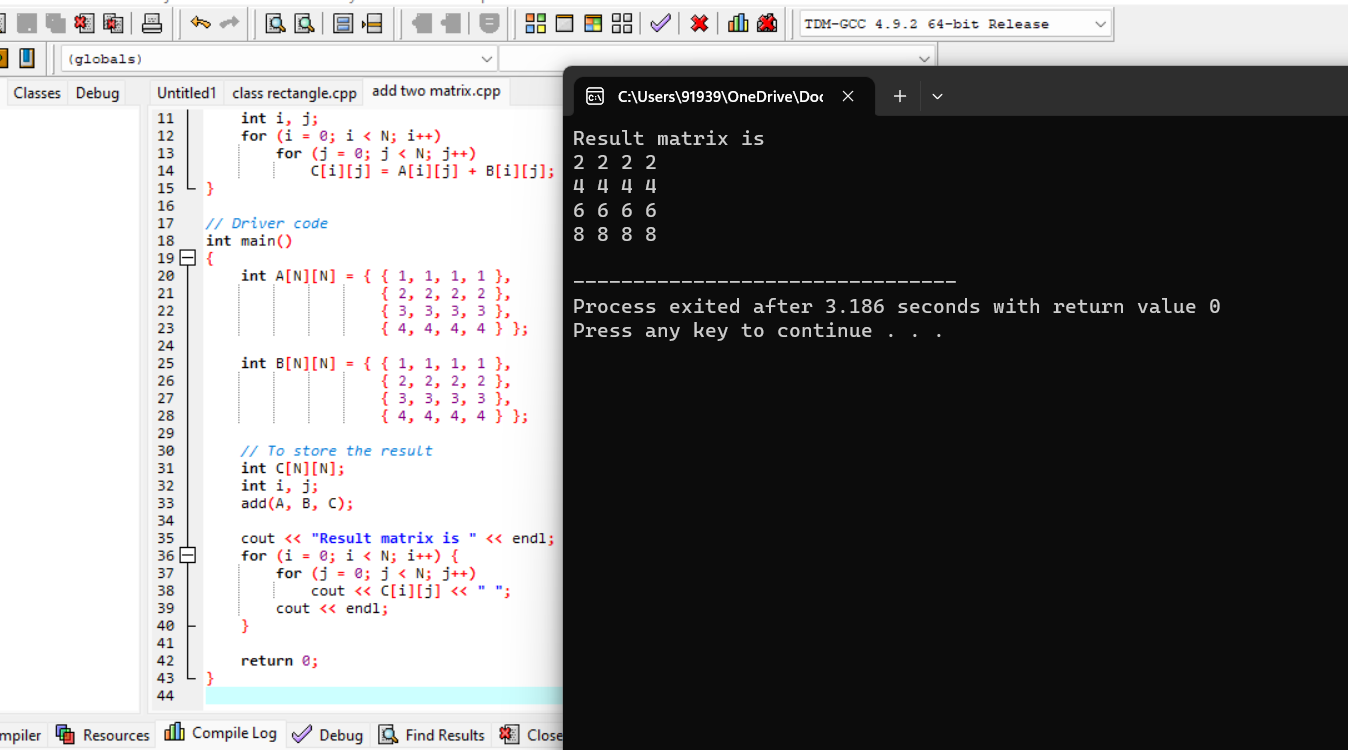 TDM-GCC 4.9.2 64-bit Release
(globals)
Classes Debug
Untitled1 class rectangle.cpp add two matrix.cpp
11 int i, j;
12 for (i = 0; i < N; i++)
13 for (j = 0; j < N; j++)
14 C[i][j] = A[i][j] + B[i][j];
15 }
16
17 // Driver code
18 int main()
19 {
20 int A[N][N] = { { 1, 1, 1, 1 },
21 { 2, 2, 2, 2 },
22 { 3, 3, 3, 3 },
23 { 4, 4, 4, 4 } };
24
25 int B[N][N] = { { 1, 1, 1, 1 },
26 { 2, 2, 2, 2 },
27 { 3, 3, 3, 3 },
28 { 4, 4, 4, 4 } };
29
30 // To store the result
31 int C[N][N];
32 int i, j;
33 add(A, B, C);
34
35 cout << "Result matrix is " << endl;
36 for (i = 0; i < N; i++) {
37 for (j = 0; j < N; j++)
38 cout << C[i][j] << " ";
39 cout << endl;
40 }
41
42 return 0;
43 }
44
mpiler Resources Compile Log Debug Find Results Close
C:\Users\91939\OneDrive\Doc
Result matrix is
2 2 2 2
4 4 4 4
6 6 6 6
8 8 8 8
--------------------------------
Process exited after 3.186 seconds with return value 0
Press any key to continue . . .